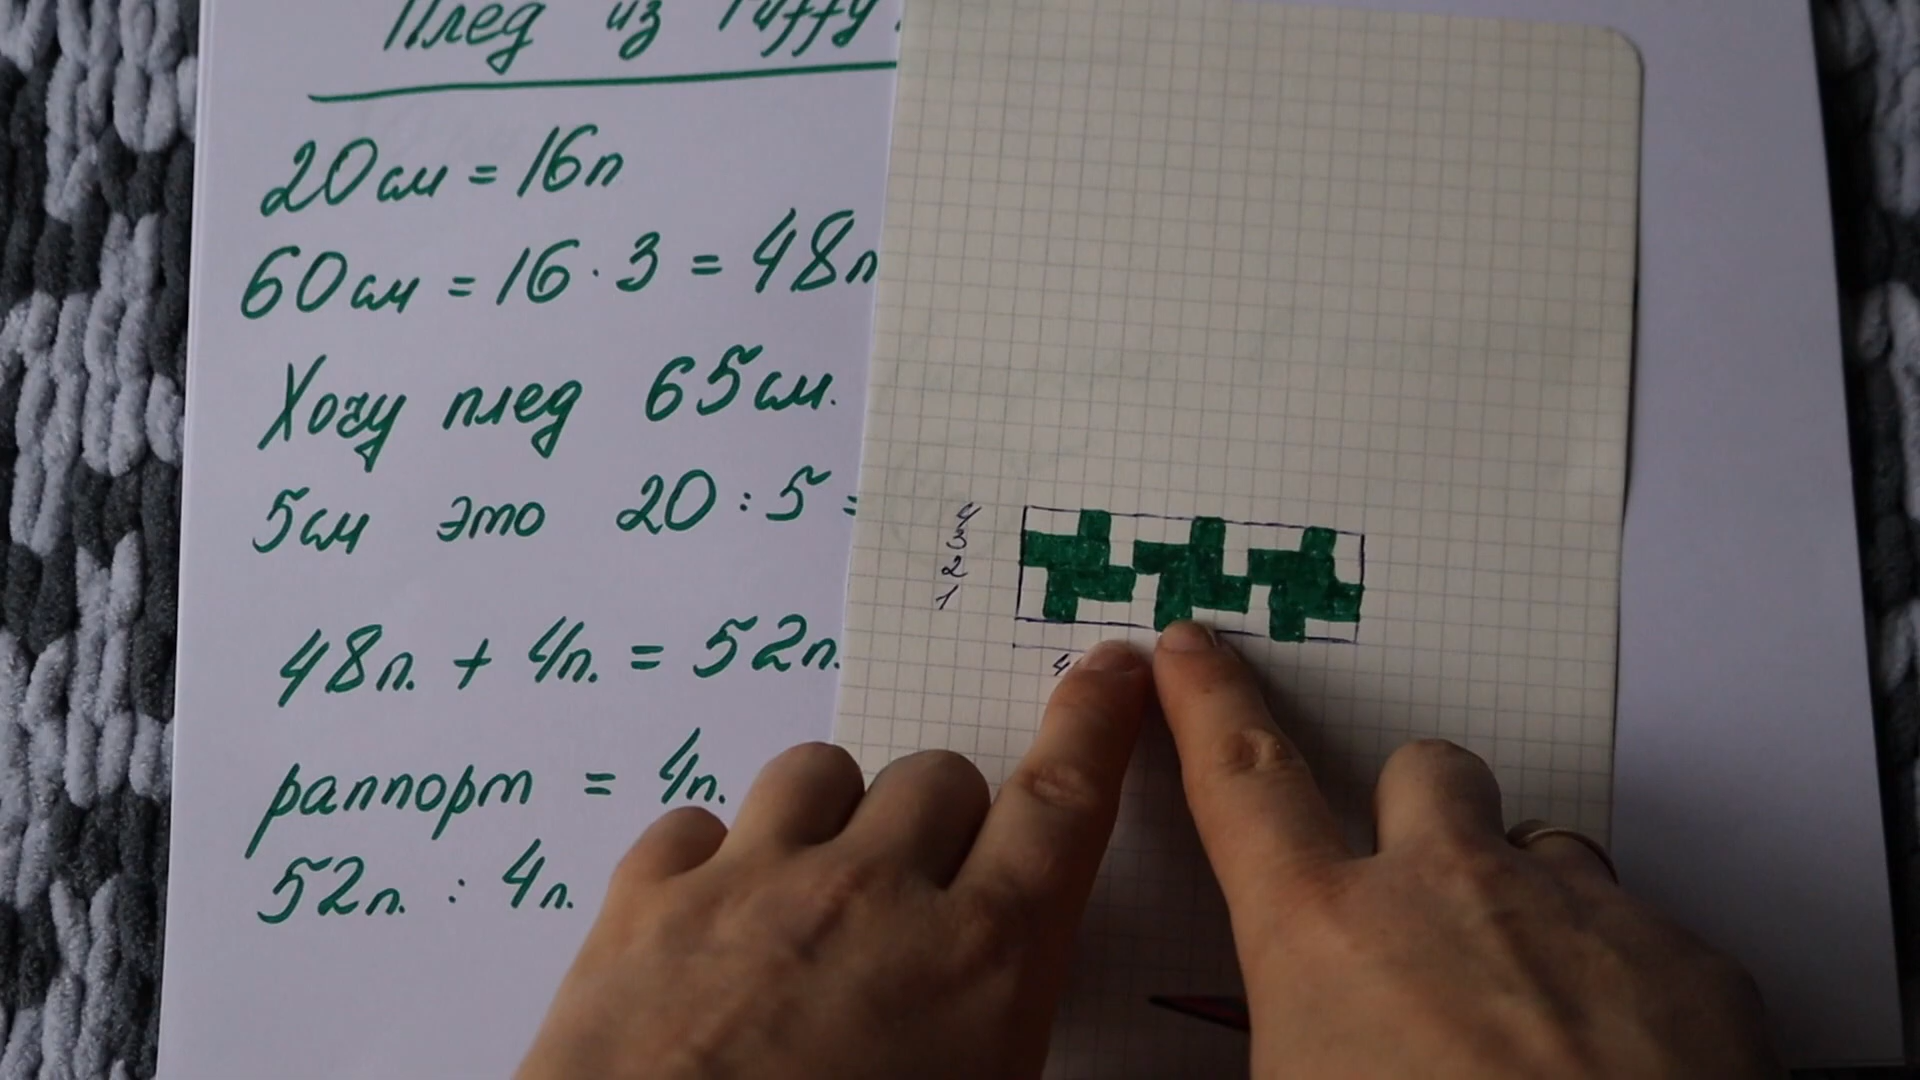 Плед из Puffy
20см = 16п
60см = 16 · 3 = 48п
Хочу плед 65см.
5см это 20 : 5 =
48п. + 4п. = 52п.
раппорт = 4п.
52п. : 4п.
4
3
2
1
4